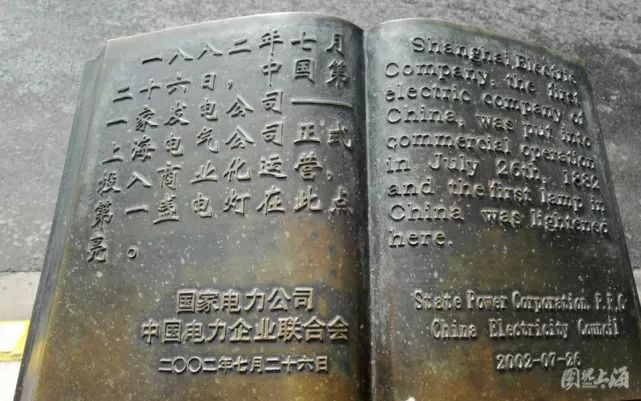 一八八二年七月
二十六日，中国第
一家发电公司——
上海电气公司正式
投入商业化运营，
第一盏电灯在此点
亮。
国家电力公司
中国电力企业联合会
二〇〇二年七月二十六日
Shanghai Electric
Company, the first
electric company of
China, was put into
commercial operation
in July 26th, 1882
and the first lamp in
China was lightened
here.
State Power Corporation, P.R.C
China Electricity Council
2002-07-26